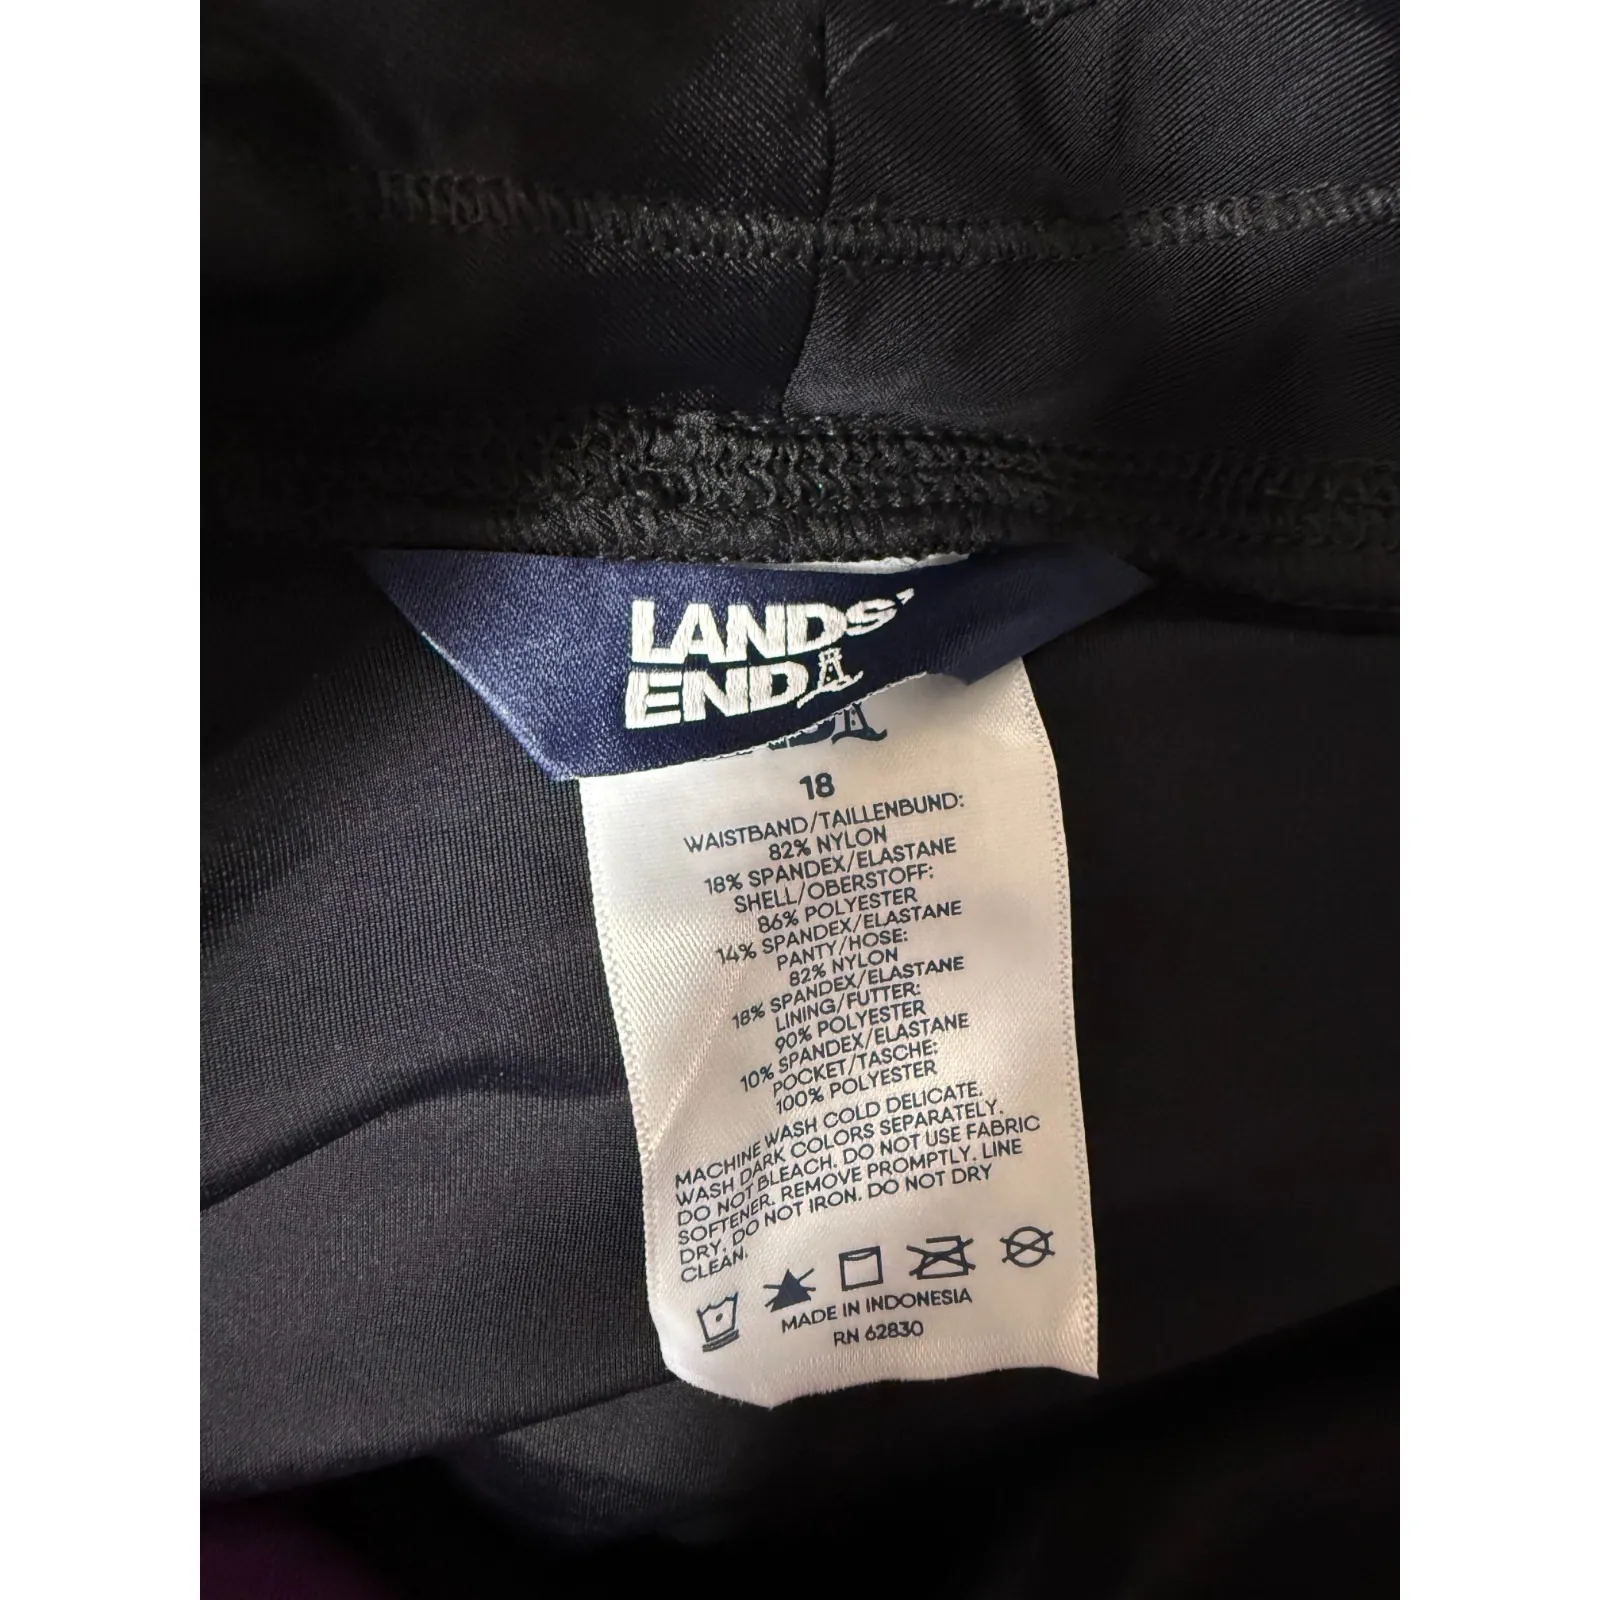 LANDS'
END
18
WAISTBAND/TAILLENBUND:
82% NYLON
18% SPANDEX/ELASTANE
SHELL/OBERSTOFF:
86% POLYESTER
14% SPANDEX/ELASTANE
PANTY/HOSE:
82% NYLON
18% SPANDEX/ELASTANE
LINING/FUTTER:
90% POLYESTER
10% SPANDEX/ELASTANE
POCKET/TASCHE:
100% POLYESTER
MACHINE WASH COLD DELICATE.
WASH DARK COLORS SEPARATELY.
DO NOT BLEACH. DO NOT USE FABRIC
SOFTENER. REMOVE PROMPTLY. LINE
DRY. DO NOT IRON. DO NOT DRY
CLEAN.
MADE IN INDONESIA
RN 62830